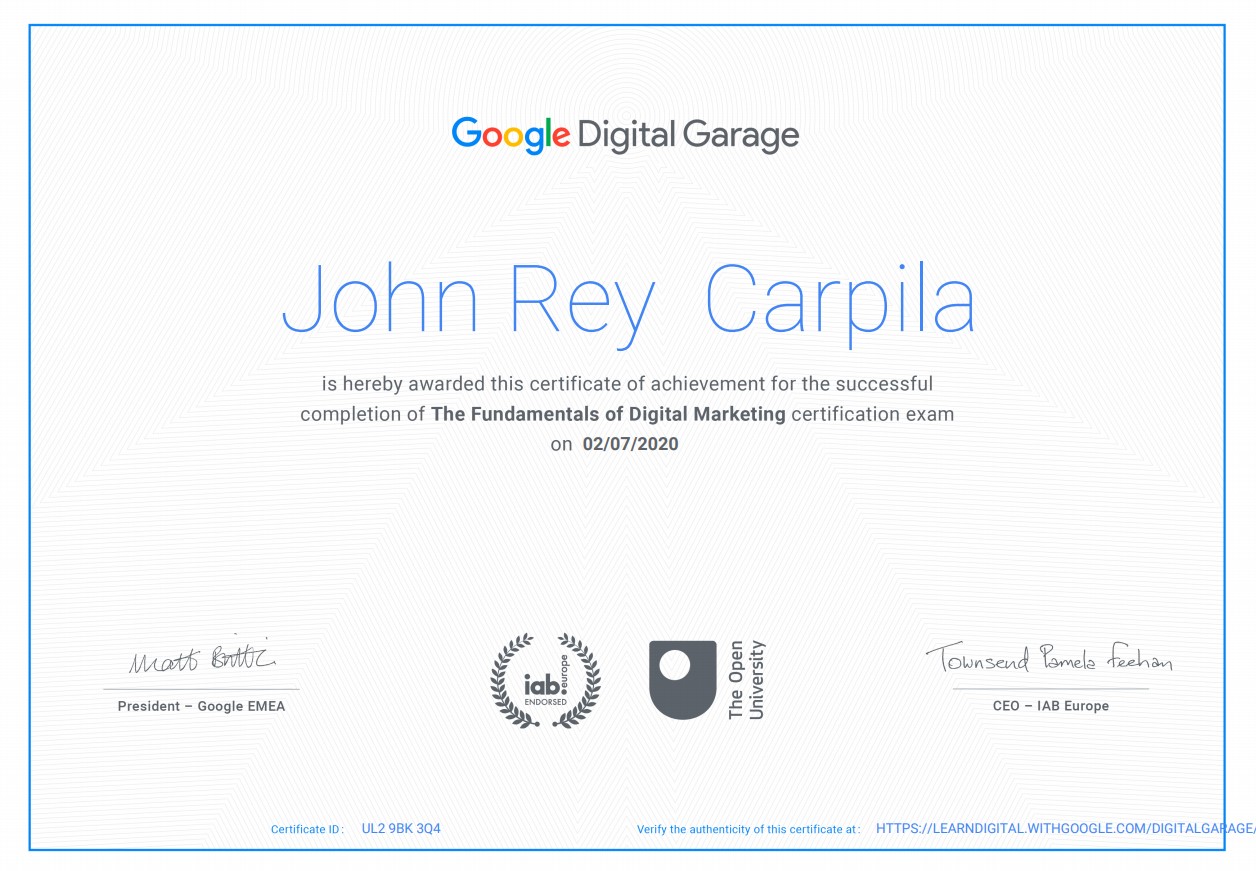 Google Digital Garage
John Rey Carpila
is hereby awarded this certificate of achievement for the successful
completion of The Fundamentals of Digital Marketing certification exam
on 02/07/2020
Matt Brittin
Townsend Pamela Feehan
President – Google EMEA
CEO – IAB Europe
iab.
europe
ENDORSED
The Open
University
Certificate ID: UL2 9BK 3Q4
Verify the authenticity of this certificate at: HTTPS://LEARNDIGITAL.WITHGOOGLE.COM/DIGITALGARAGE/